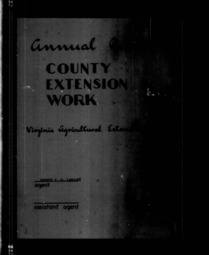 Annual
COUNTY
EXTENSION
WORK
Virginia Agricultural
agent
assistant agent